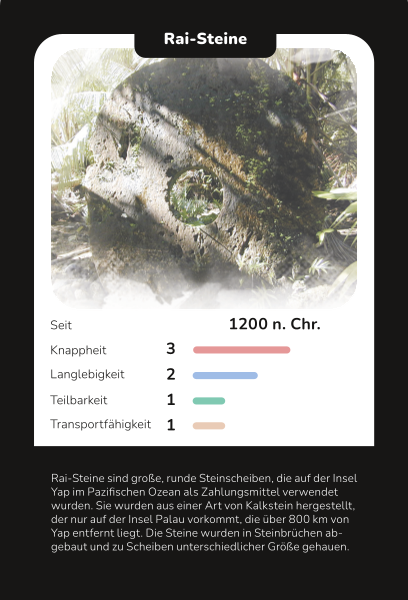 Rai-Steine
Seit 1200 n. Chr.
Knappheit 3
Langlebigkeit 2
Teilbarkeit 1
Transportfähigkeit 1
Rai-Steine sind große, runde Steinscheiben, die auf der Insel
Yap im Pazifischen Ozean als Zahlungsmittel verwendet
wurden. Sie wurden aus einer Art von Kalkstein hergestellt,
der nur auf der Insel Palau vorkommt, die über 800 km von
Yap entfernt liegt. Die Steine wurden in Steinbrüchen ab-
gebaut und zu Scheiben unterschiedlicher Größe gehauen.